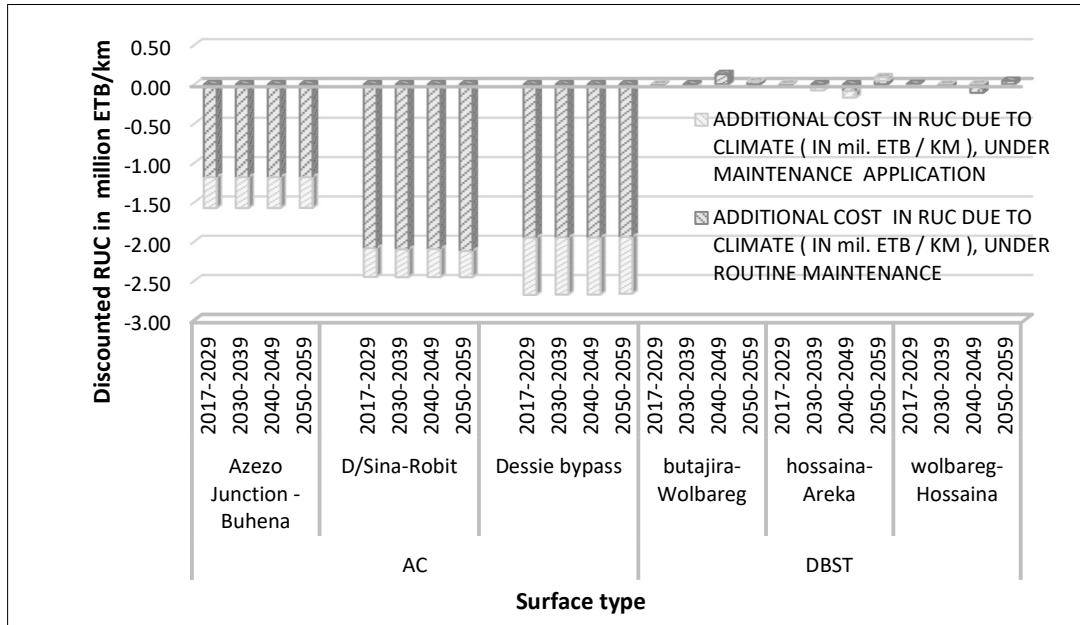 Discounted RUC in million ETB/km
0.50
0.00
-0.50
-1.00
-1.50
-2.00
-2.50
-3.00
ADDITIONAL COST IN RUC DUE TO
CLIMATE ( IN mil. ETB / KM ), UNDER
MAINTENANCE APPLICATION
ADDITIONAL COST IN RUC DUE TO
CLIMATE ( IN mil. ETB / KM ), UNDER
ROUTINE MAINTENANCE
2017-2029
2030-2039
2040-2049
2050-2059
2017-2029
2030-2039
2040-2049
2050-2059
2017-2029
2030-2039
2040-2049
2050-2059
2017-2029
2030-2039
2040-2049
2050-2059
2017-2029
2030-2039
2040-2049
2050-2059
2017-2029
2030-2039
2040-2049
2050-2059
Azezo
Junction -
Buhena
D/Sina-Robit
Dessie bypass
butajira-
Wolbareg
hossaina-
Areka
wolbareg-
Hossaina
AC
DBST
Surface type